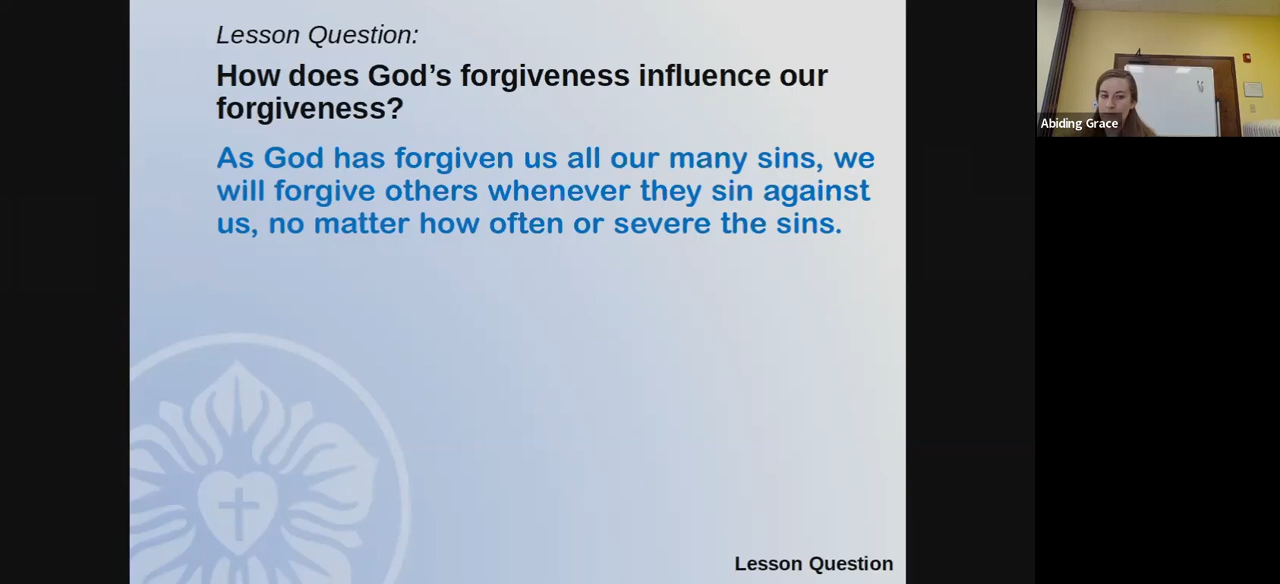 Lesson Question:
How does God’s forgiveness influence our
forgiveness?
As God has forgiven us all our many sins, we
will forgive others whenever they sin against
us, no matter how often or severe the sins.
Lesson Question
Abiding Grace